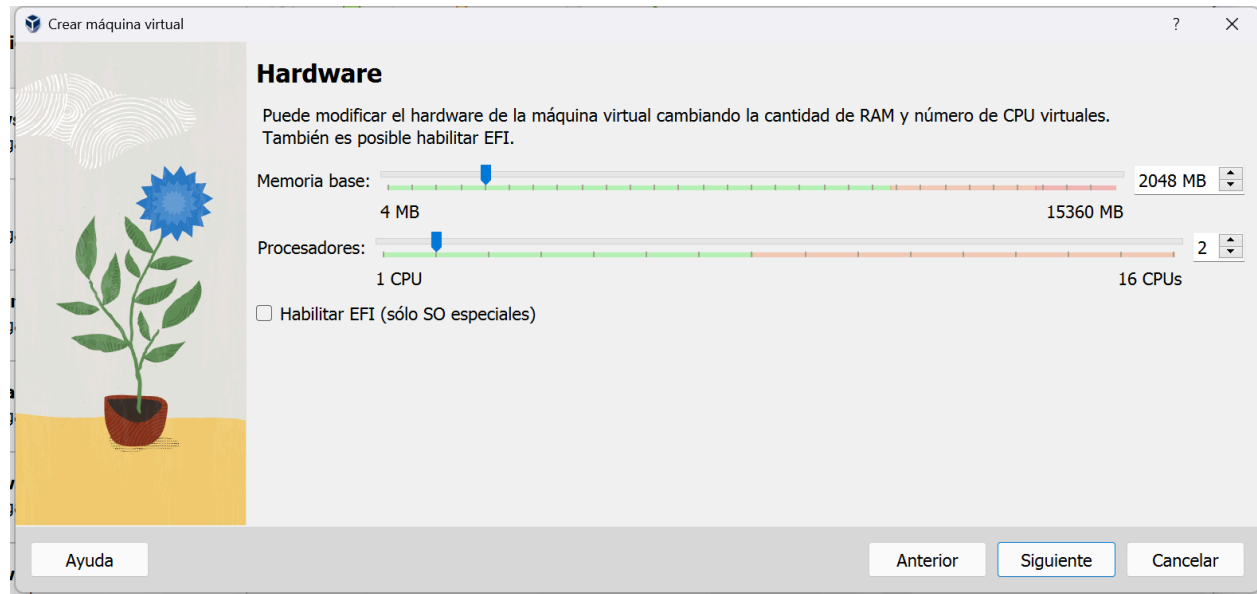 Crear máquina virtual
?
Hardware
Puede modificar el hardware de la máquina virtual cambiando la cantidad de RAM y número de CPU virtuales.
También es posible habilitar EFI.
Memoria base:
2048 MB
4 MB
15360 MB
Procesadores:
2
1 CPU
16 CPUs
Habilitar EFI (sólo SO especiales)
Ayuda
Anterior
Siguiente
Cancelar